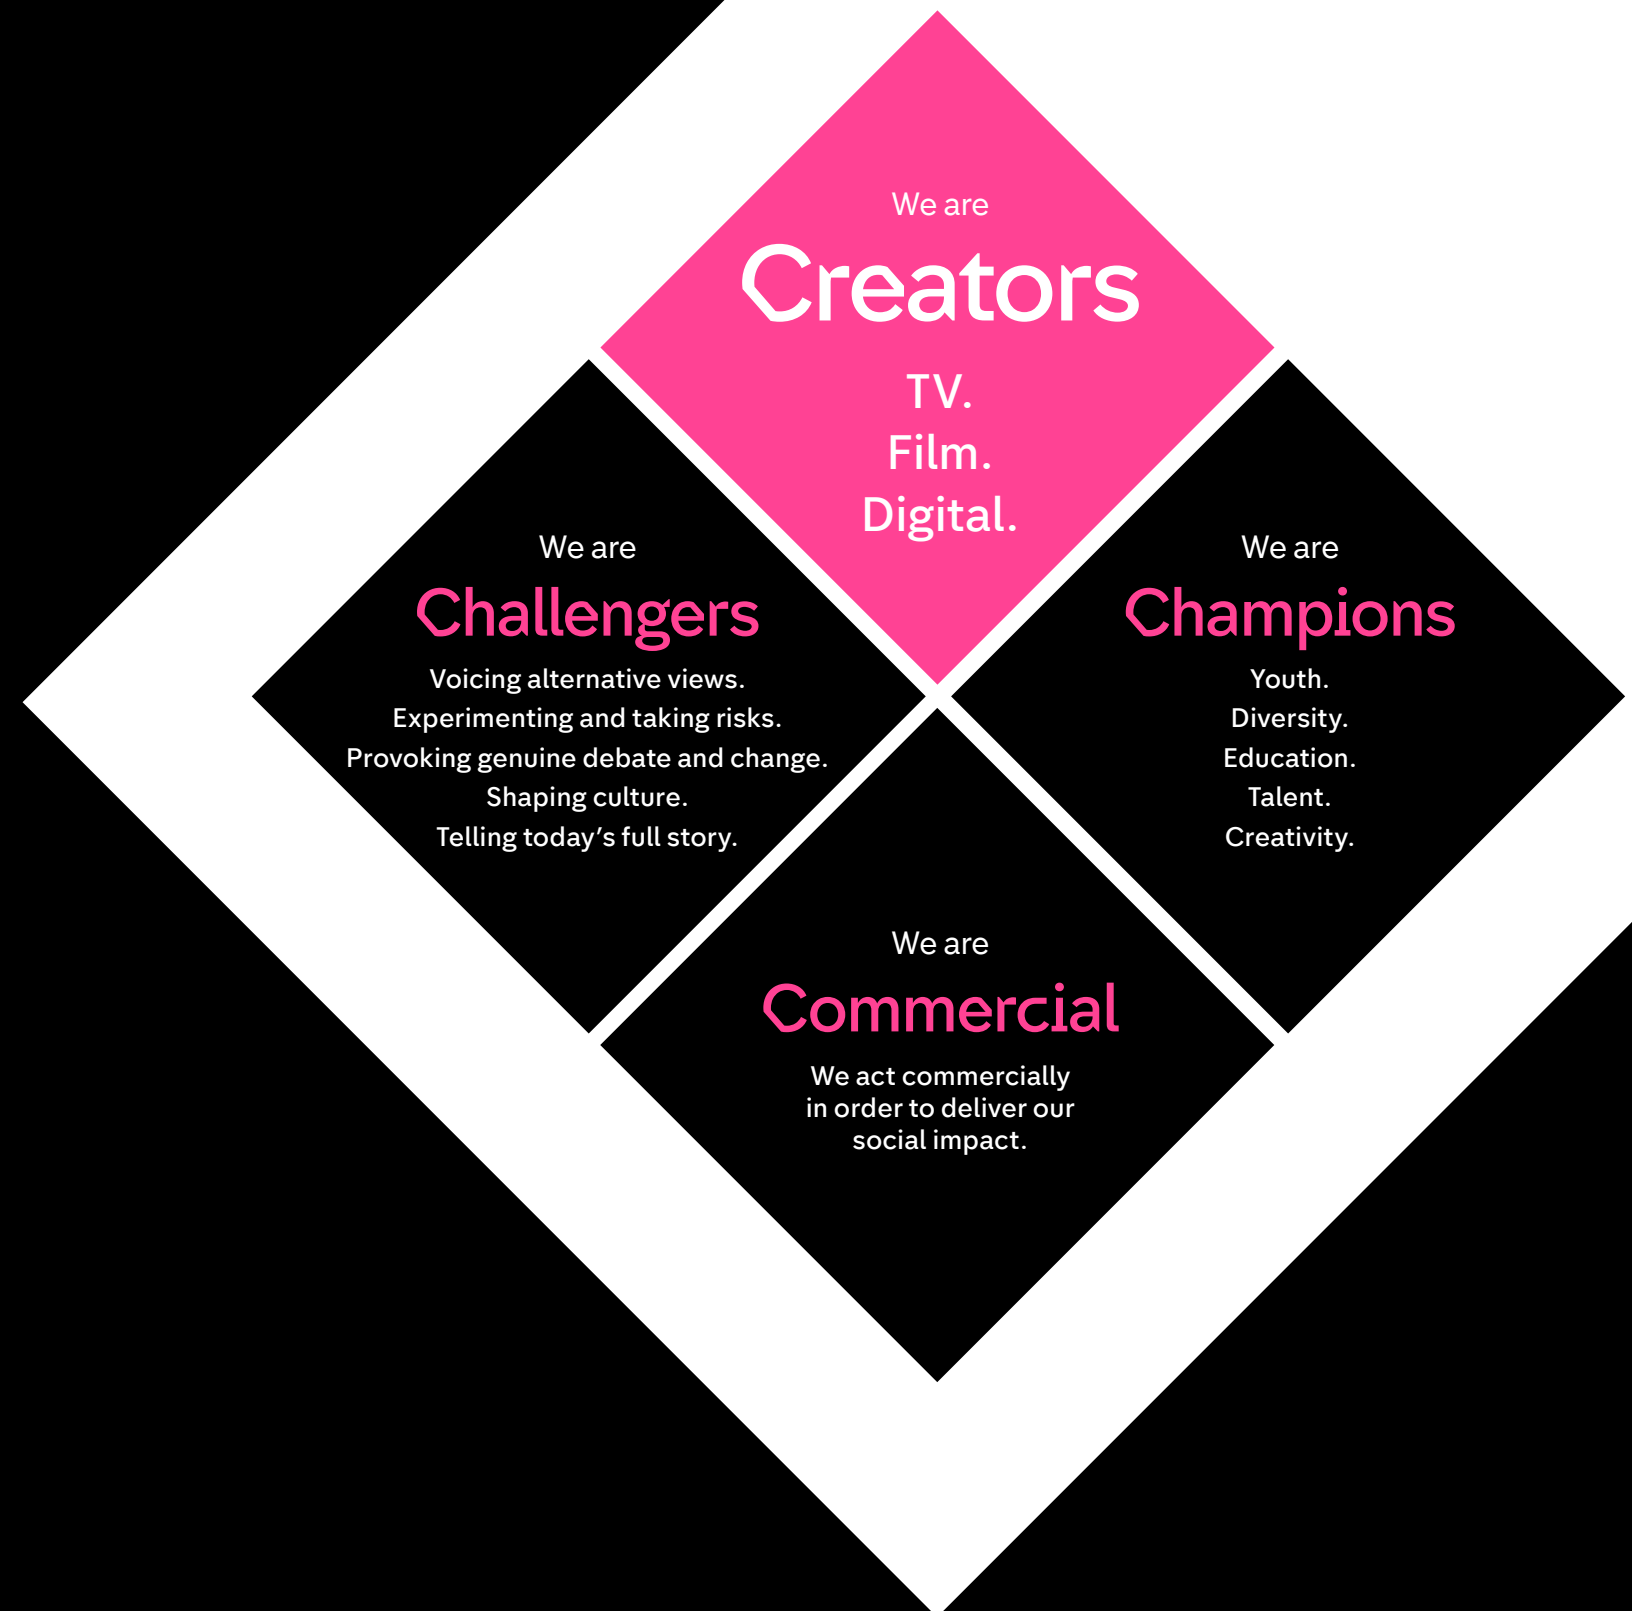 We are
Creators
TV.
Film.
Digital.
We are
Challengers
Voicing alternative views.
Experimenting and taking risks.
Provoking genuine debate and change.
Shaping culture.
Telling today’s full story.
We are
Champions
Youth.
Diversity.
Education.
Talent.
Creativity.
We are
Commercial
We act commercially
in order to deliver our
social impact.